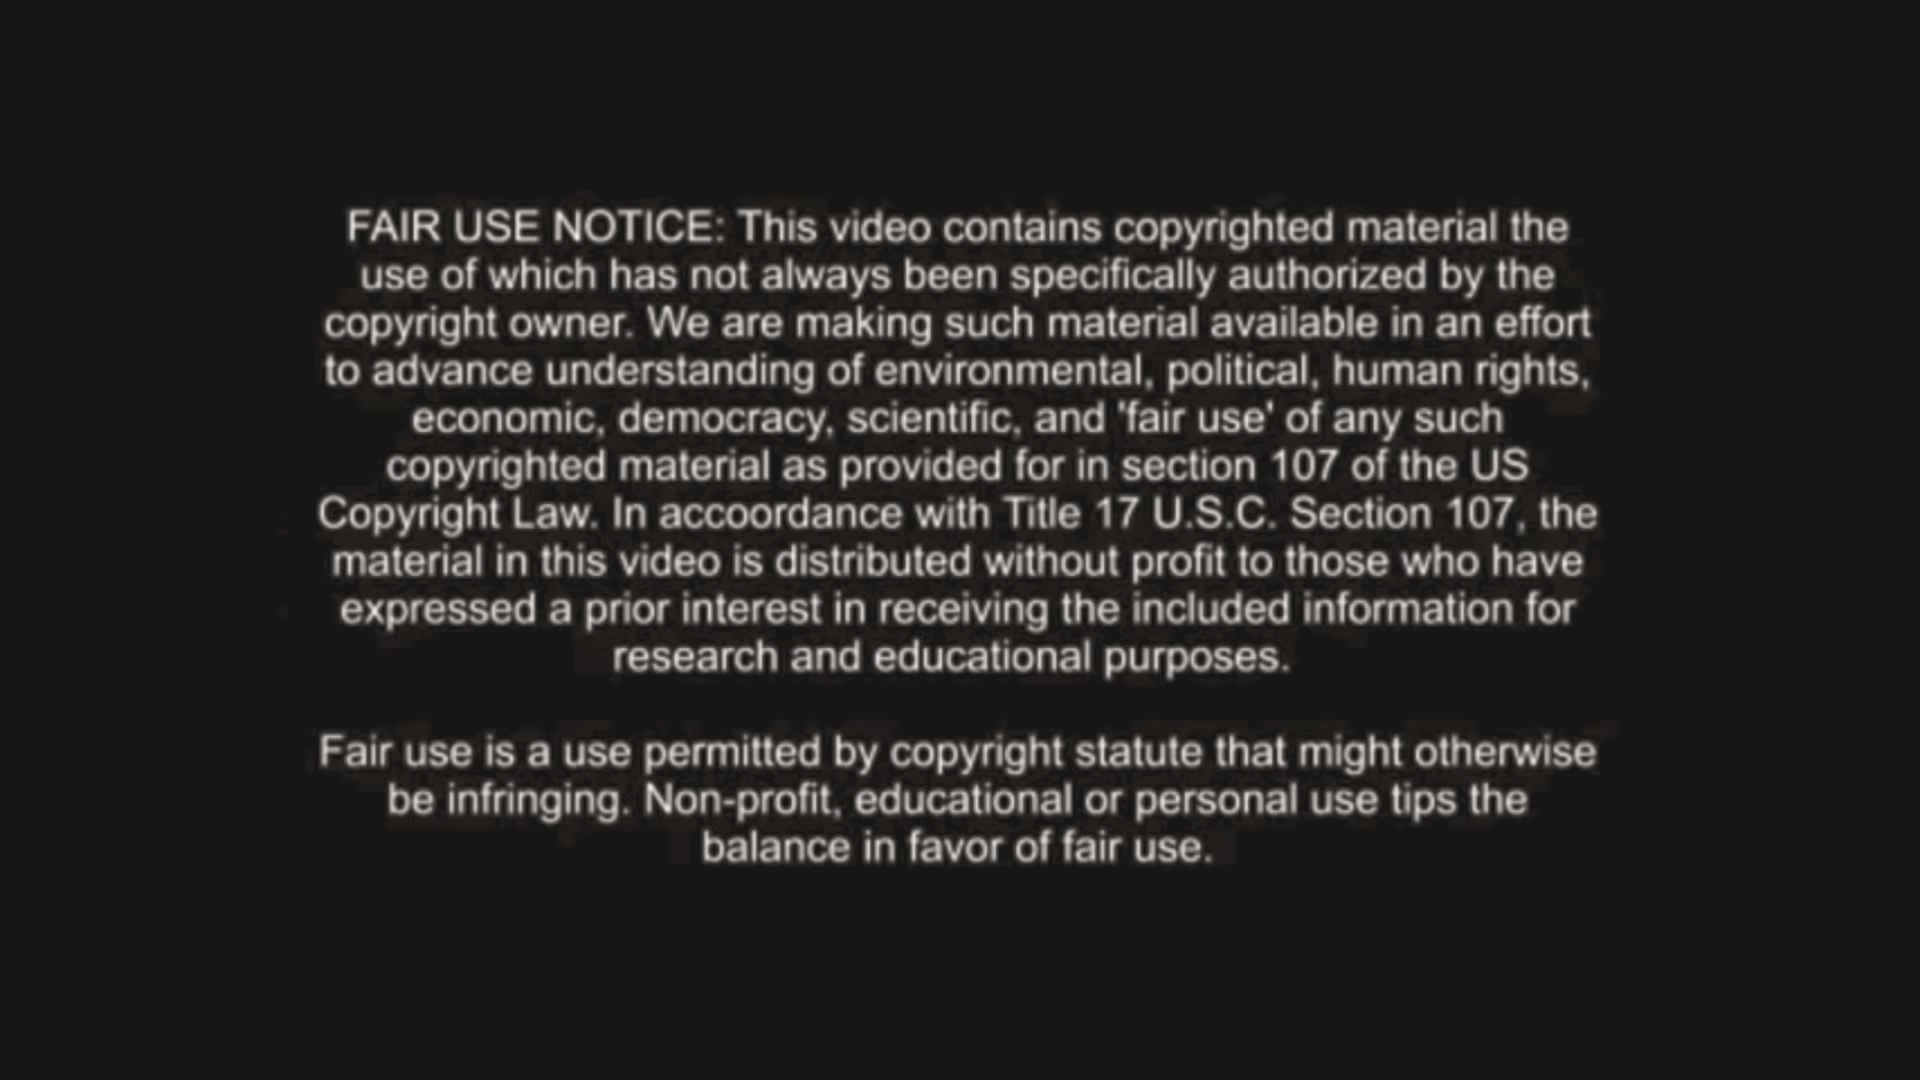 FAIR USE NOTICE: This video contains copyrighted material the
use of which has not always been specifically authorized by the
copyright owner. We are making such material available in an effort
to advance understanding of environmental, political, human rights,
economic, democracy, scientific, and 'fair use' of any such
copyrighted material as provided for in section 107 of the US
Copyright Law. In accoordance with Title 17 U.S.C. Section 107, the
material in this video is distributed without profit to those who have
expressed a prior interest in receiving the included information for
research and educational purposes.
Fair use is a use permitted by copyright statute that might otherwise
be infringing. Non-profit, educational or personal use tips the
balance in favor of fair use.